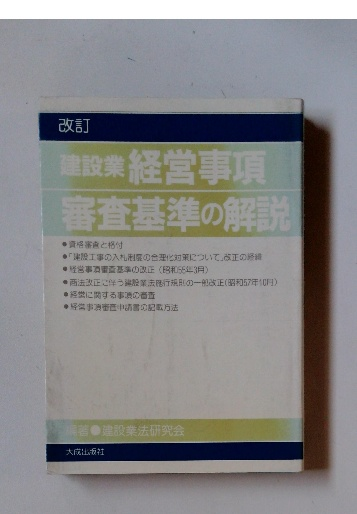 改訂
建設業 経営事項
審査基準の解説
●資格審査と格付
●「建設工事の入札制度の合理化対策について」改正の経緯
●経営事項審査基準の改正(昭和55年3月)
●商法改正に伴う建設業法施行規則の一部改正(昭和57年10月)
●経営に関する事項の審査
●経営事項審査申請書の記載方法
編著●建設業法研究会
大成出版社